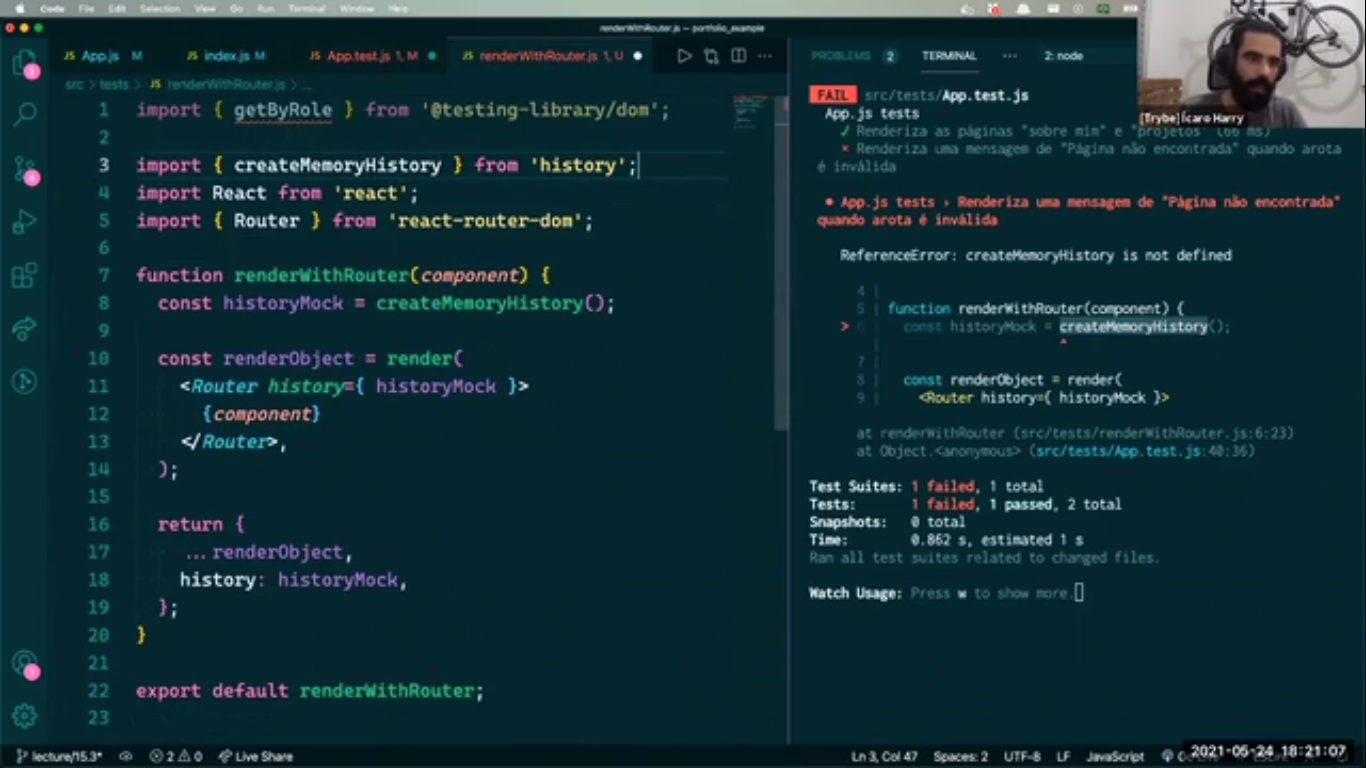 Code File Edit Selection View Go Run Terminal Window Help
renderWithRouter.js — portfolio_example
JS App.js M JS index.js M JS App.test.js 1, M JS renderWithRouter.js 1, U
src > tests > JS renderWithRouter.js > ...
1 import { getByRole } from '@testing-library/dom';
2
3 import { createMemoryHistory } from 'history';
4 import React from 'react';
5 import { Router } from 'react-router-dom';
6
7 function renderWithRouter(component) {
8 const historyMock = createMemoryHistory();
9
10 const renderObject = render(
11 <Router history={ historyMock }>
12 {component}
13 </Router>,
14 );
15
16 return {
17 ...renderObject,
18 history: historyMock,
19 };
20 }
21
22 export default renderWithRouter;
23
PROBLEMS 2 TERMINAL ... 2: node
[Trybe] Ícaro Harry
FAIL src/tests/App.test.js
App.js tests
✓ Renderiza as páginas "sobre mim" e "projetos" (66 ms)
× Renderiza uma mensagem de "Página não encontrada" quando arota
é inválida
● App.js tests › Renderiza uma mensagem de "Página não encontrada"
quando arota é inválida
ReferenceError: createMemoryHistory is not defined
4 |
5 | function renderWithRouter(component) {
> 6 | const historyMock = createMemoryHistory();
| ^
7 |
8 | const renderObject = render(
9 | <Router history={ historyMock }>
at renderWithRouter (src/tests/renderWithRouter.js:6:23)
at Object.<anonymous> (src/tests/App.test.js:40:36)
Test Suites: 1 failed, 1 total
Tests: 1 failed, 1 passed, 2 total
Snapshots: 0 total
Time: 0.862 s, estimated 1 s
Ran all test suites related to changed files.
Watch Usage: Press w to show more.
lecture/15.3* 2 0 Live Share Ln 3, Col 47 Spaces: 2 UTF-8 LF JavaScript
2021-05-24 18:21:07